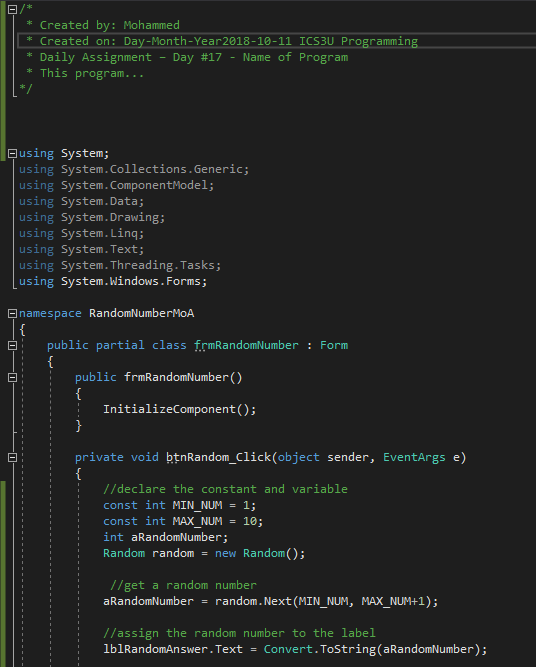 /*
* Created by: Mohammed
* Created on: Day-Month-Year2018-10-11 ICS3U Programming
* Daily Assignment – Day #17 - Name of Program
* This program...
*/
using System;
using System.Collections.Generic;
using System.ComponentModel;
using System.Data;
using System.Drawing;
using System.Linq;
using System.Text;
using System.Threading.Tasks;
using System.Windows.Forms;
namespace RandomNumberMoA
{
public partial class frmRandomNumber : Form
{
public frmRandomNumber()
{
InitializeComponent();
}
private void btnRandom_Click(object sender, EventArgs e)
{
//declare the constant and variable
const int MIN_NUM = 1;
const int MAX_NUM = 10;
int aRandomNumber;
Random random = new Random();
//get a random number
aRandomNumber = random.Next(MIN_NUM, MAX_NUM+1);
//assign the random number to the label
lblRandomAnswer.Text = Convert.ToString(aRandomNumber);